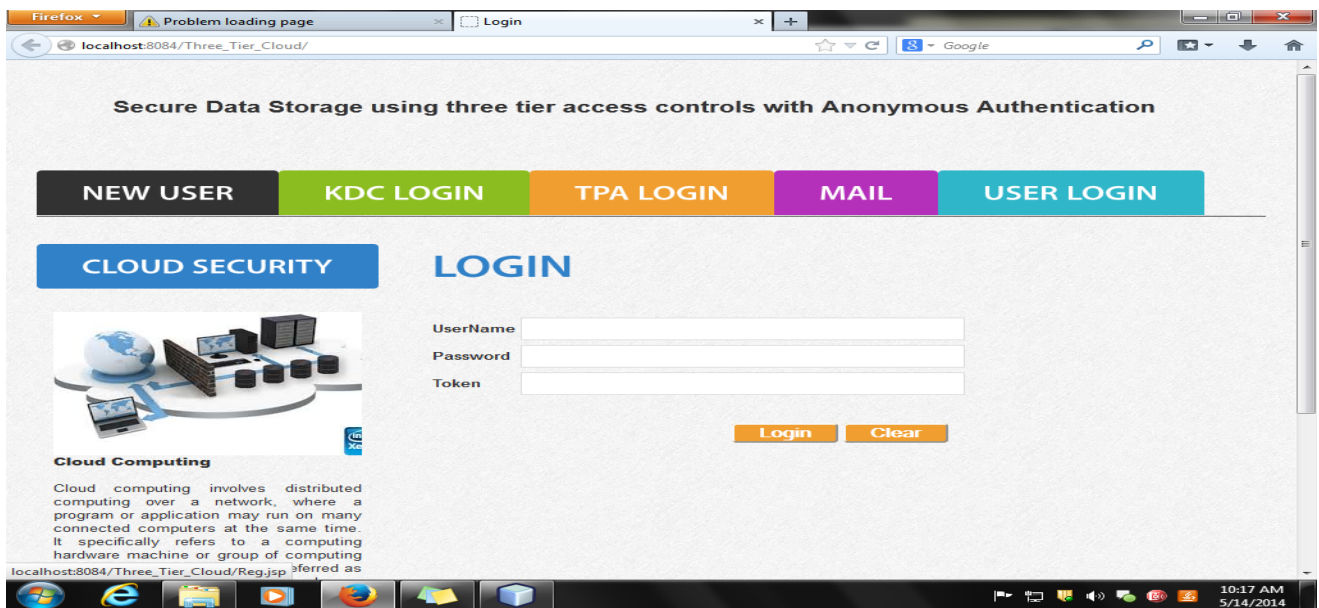 Firefox
Problem loading page
Login
localhost:8084/Three_Tier_Cloud/
Google
Secure Data Storage using three tier access controls with Anonymous Authentication
NEW USER
KDC LOGIN
TPA LOGIN
MAIL
USER LOGIN
CLOUD SECURITY
LOGIN
UserName
Password
Token
Login
Clear
Cloud Computing
Cloud computing involves distributed
computing over a network, where a
program or application may run on many
connected computers at the same time.
It specifically refers to a computing
hardware machine or group of computing
eferred as
localhost:8084/Three_Tier_Cloud/Reg.jsp
10:17 AM
5/14/2014